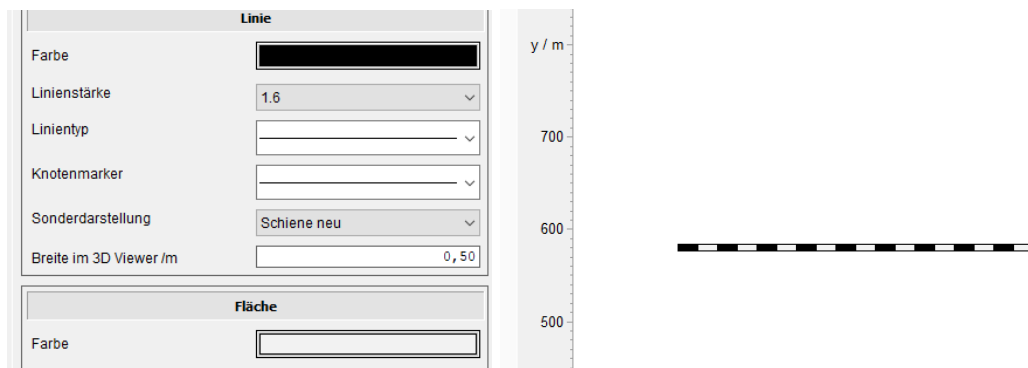 Linie
Farbe
Linienstärke
1.6
Linientyp
Knotenmarker
Sonderdarstellung
Schiene neu
Breite im 3D Viewer /m
0,50
Fläche
Farbe
y / m
700
600
500